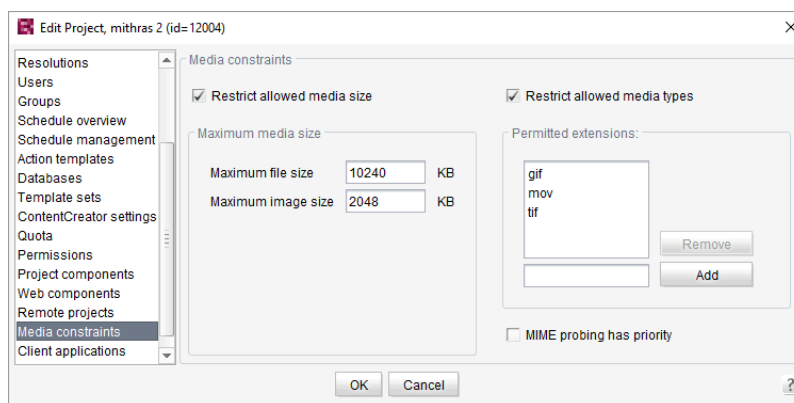 Edit Project, mithras 2 (id=12004)
Resolutions
Users
Groups
Schedule overview
Schedule management
Action templates
Databases
Template sets
ContentCreator settings
Quota
Permissions
Project components
Web components
Remote projects
Media constraints
Client applications
Media constraints
Restrict allowed media size
Restrict allowed media types
Maximum media size
Maximum file size 10240 KB
Maximum image size 2048 KB
Permitted extensions:
gif
mov
tif
Remove
Add
MIME probing has priority
OK Cancel
?